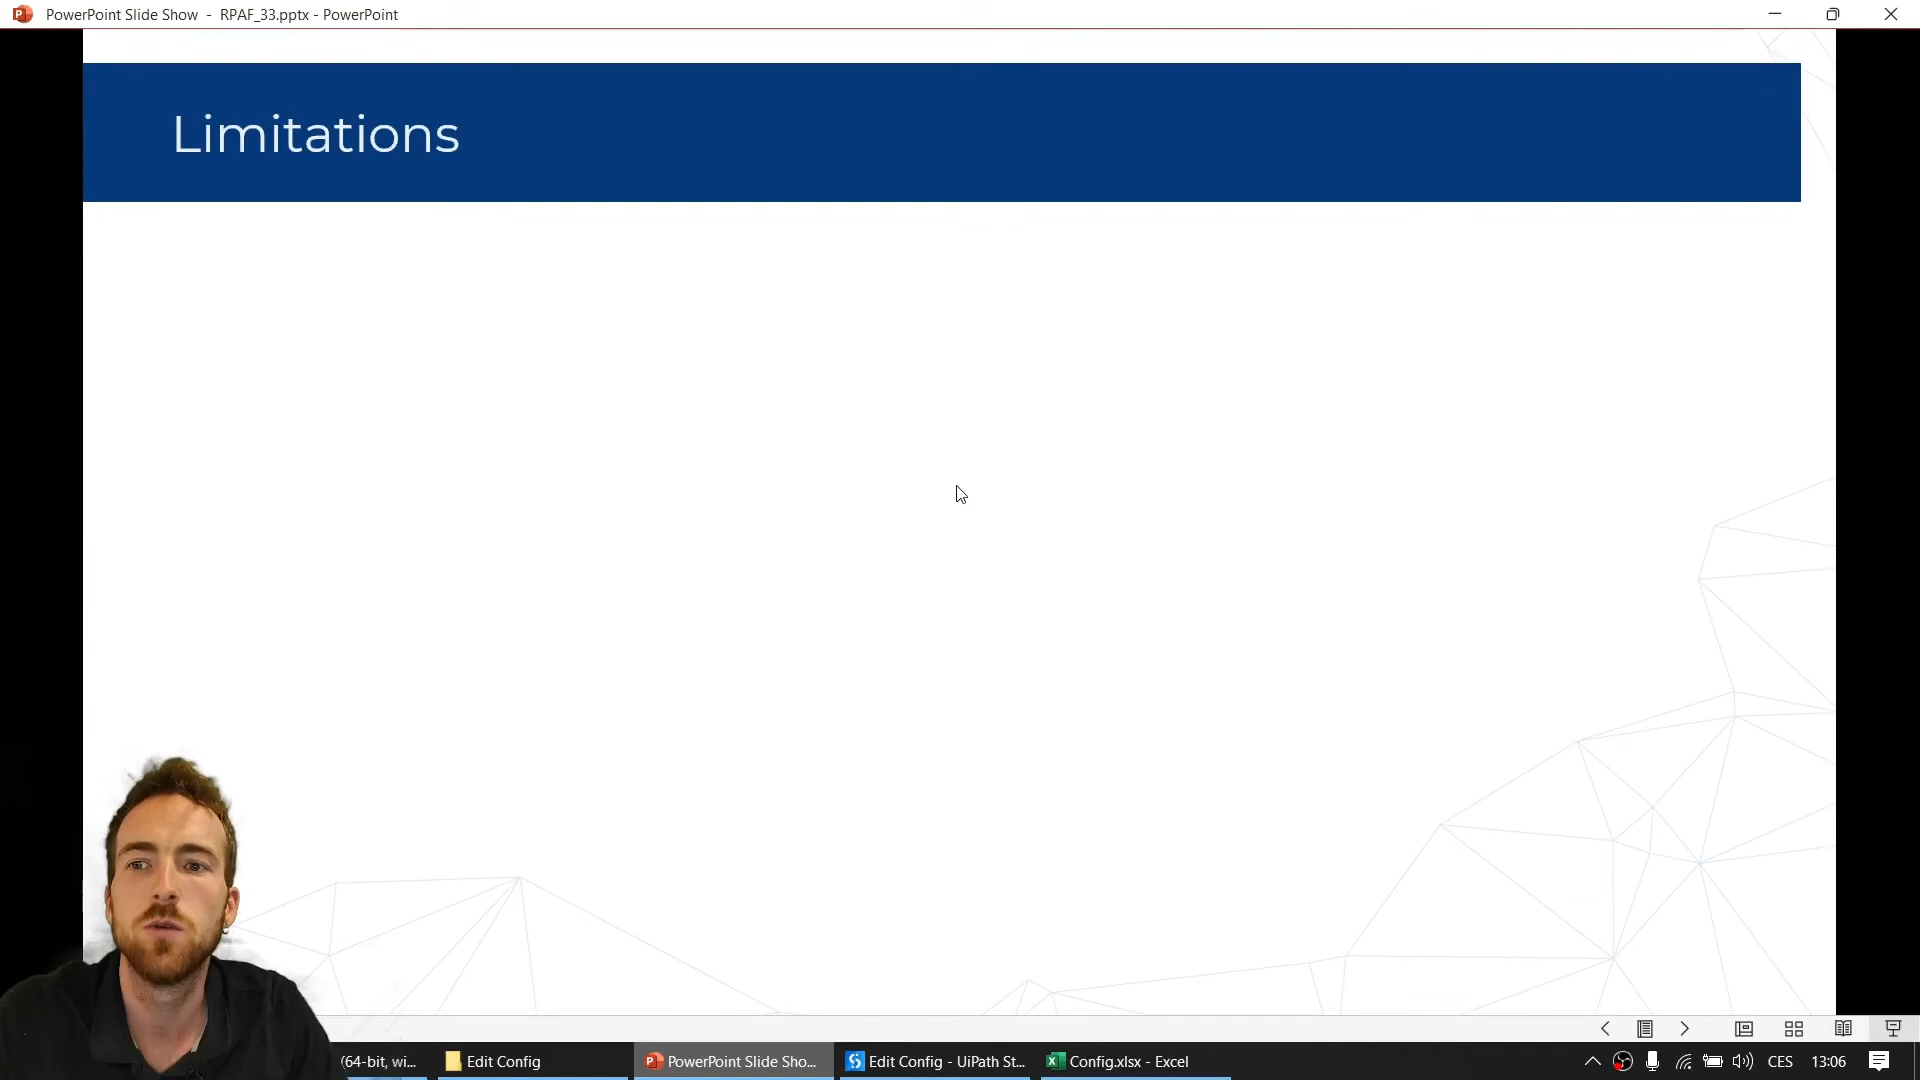 PowerPoint Slide Show - RPAF_33.pptx - PowerPoint
Limitations
(64-bit, wi...
Edit Config
PowerPoint Slide Sho...
Edit Config - UiPath St...
Config.xlsx - Excel
CES
13:06